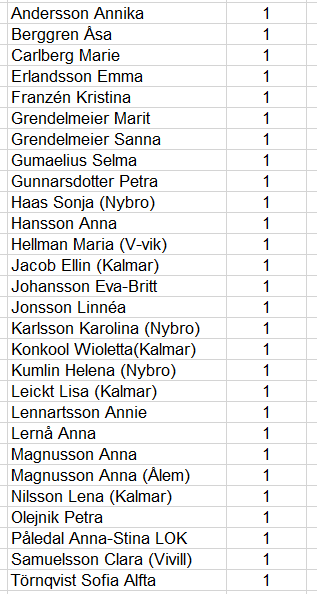 Andersson Annika 1
Berggren Åsa 1
Carlberg Marie 1
Erlandsson Emma 1
Franzén Kristina 1
Grendelmeier Marit 1
Grendelmeier Sanna 1
Gumaelius Selma 1
Gunnarsdotter Petra 1
Haas Sonja (Nybro) 1
Hansson Anna 1
Hellman Maria (V-vik) 1
Jacob Ellin (Kalmar) 1
Johansson Eva-Britt 1
Jonsson Linnéa 1
Karlsson Karolina (Nybro) 1
Konkool Wioletta(Kalmar) 1
Kumlin Helena (Nybro) 1
Leickt Lisa (Kalmar) 1
Lennartsson Annie 1
Lernå Anna 1
Magnusson Anna 1
Magnusson Anna (Ålem) 1
Nilsson Lena (Kalmar) 1
Olejnik Petra 1
Påledal Anna-Stina LOK 1
Samuelsson Clara (Vivill) 1
Törnqvist Sofia Alfta 1